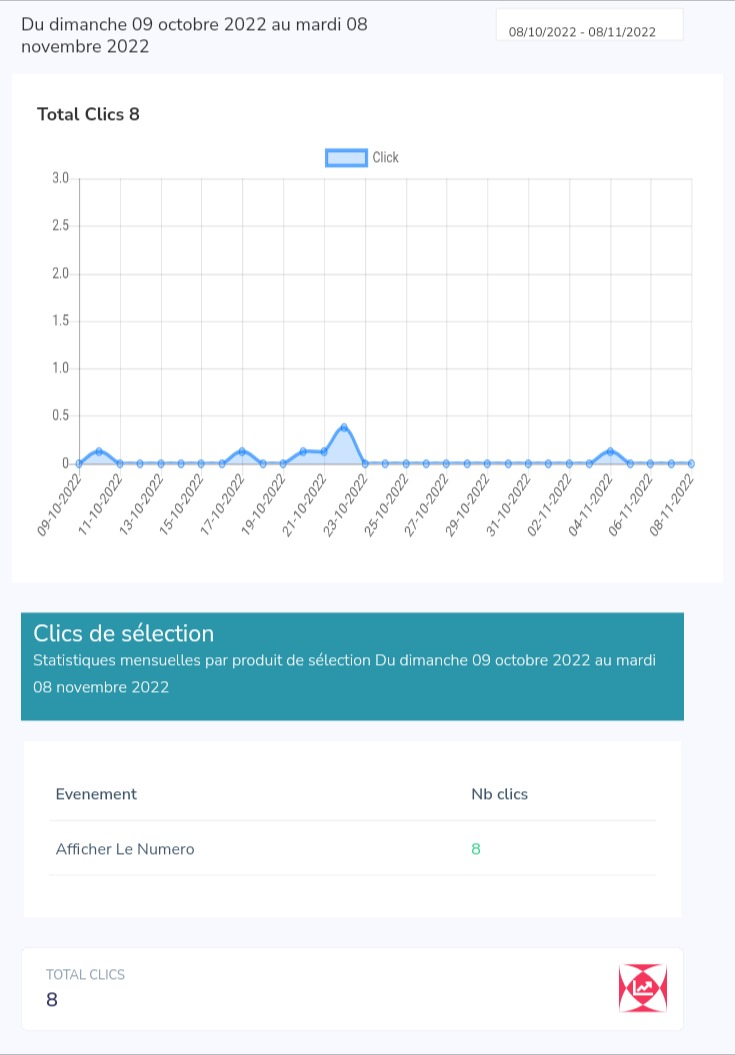 Du dimanche 09 octobre 2022 au mardi 08
novembre 2022
08/10/2022 - 08/11/2022
Total Clics 8
Click
3.0
2.5
2.0
1.5
1.0
0.5
0
09-10-2022
11-10-2022
13-10-2022
15-10-2022
17-10-2022
19-10-2022
21-10-2022
23-10-2022
25-10-2022
27-10-2022
29-10-2022
31-10-2022
02-11-2022
04-11-2022
06-11-2022
08-11-2022
Clics de sélection
Statistiques mensuelles par produit de sélection Du dimanche 09 octobre 2022 au mardi
08 novembre 2022
Evenement Nb clics
Afficher Le Numero 8
TOTAL CLICS
8